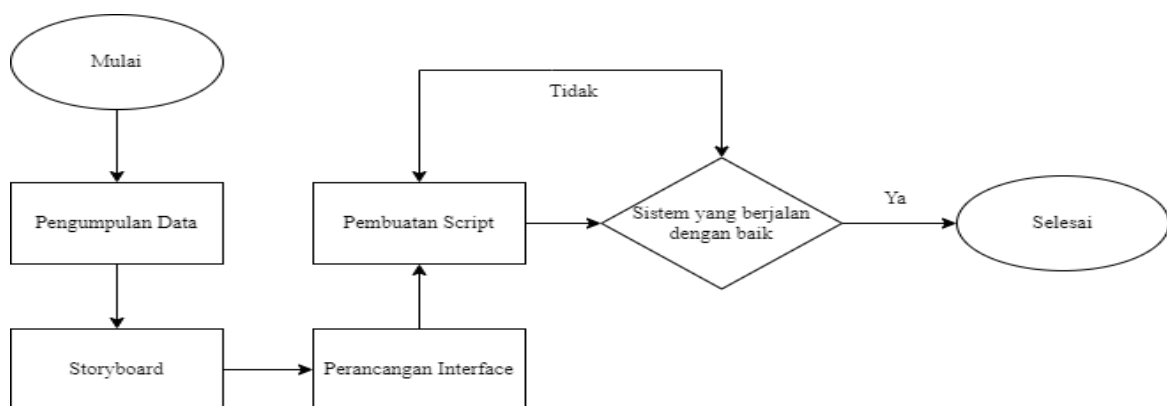 Mulai
Pengumpulan Data
Storyboard
Perancangan Interface
Pembuatan Script
Tidak
Sistem yang berjalan
dengan baik
Ya
Selesai